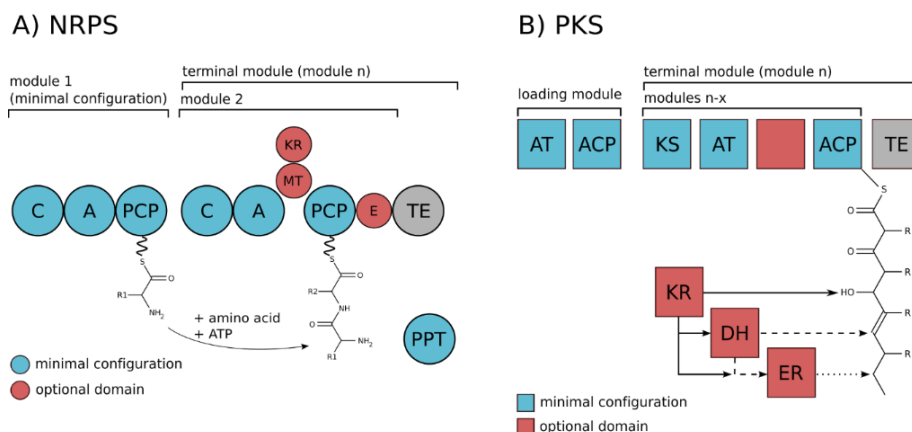 A) NRPS
module 1
(minimal configuration)
terminal module (module n)
module 2
KR
MT
C
A
PCP
C
A
PCP
E
TE
S
O
R1
NH2
S
O
R2
NH
O
NH2
R1
+ amino acid
+ ATP
PPT
minimal configuration
optional domain
B) PKS
terminal module (module n)
loading module
modules n-x
AT
ACP
KS
AT
ACP
TE
S
O
R
O
R
HO
R
R
KR
DH
ER
minimal configuration
optional domain